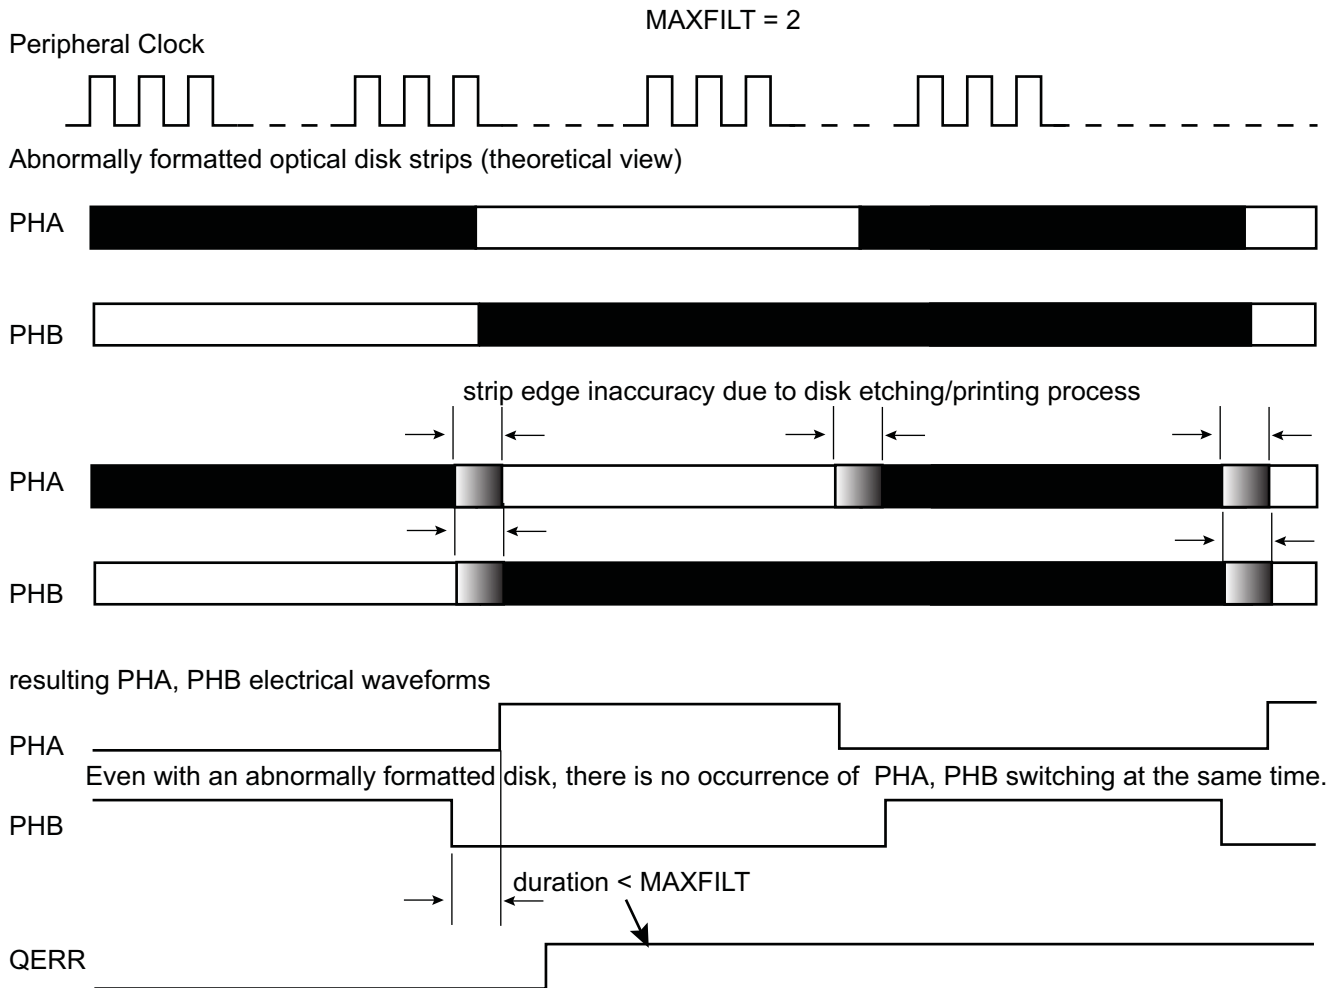 MAXFILT = 2
Peripheral Clock
Abnormally formatted optical disk strips (theoretical view)
PHA
PHB
strip edge inaccuracy due to disk etching/printing process
PHA
PHB
resulting PHA, PHB electrical waveforms
PHA
Even with an abnormally formatted disk, there is no occurrence of PHA, PHB switching at the same time.
PHB
duration < MAXFILT
QERR